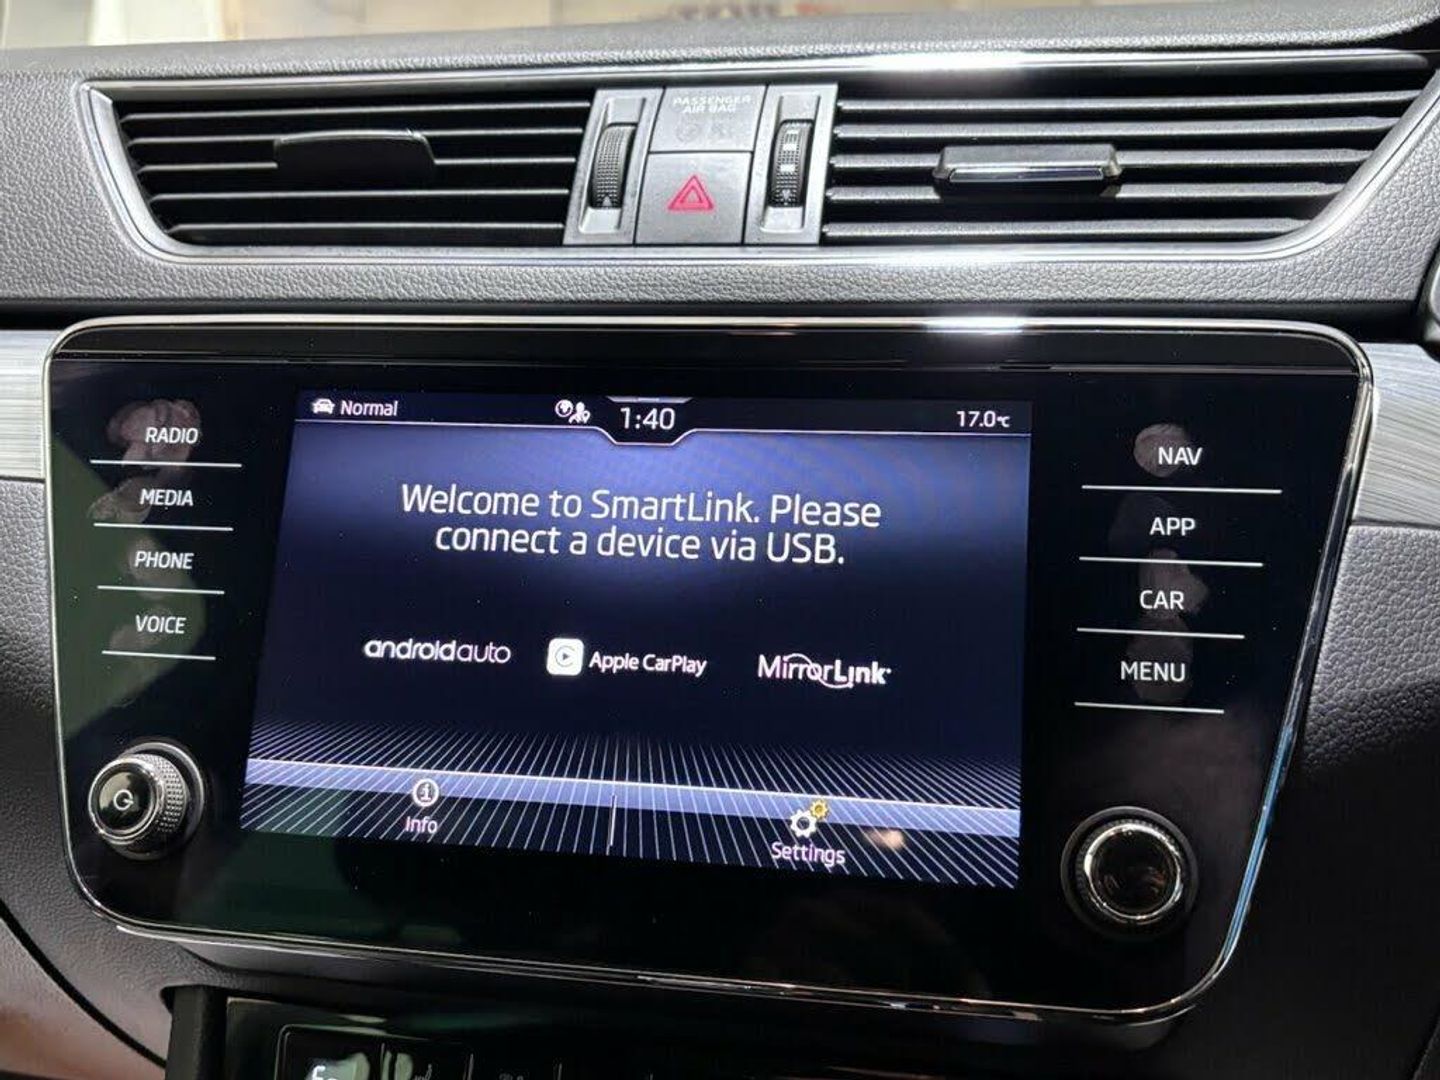 PASSENGER
AIR BAG
Normal
1:40
17.0°C
RADIO
MEDIA
PHONE
VOICE
Welcome to SmartLink. Please
connect a device via USB.
androidauto
Apple CarPlay
MirrorLink
Info
Settings
NAV
APP
CAR
MENU